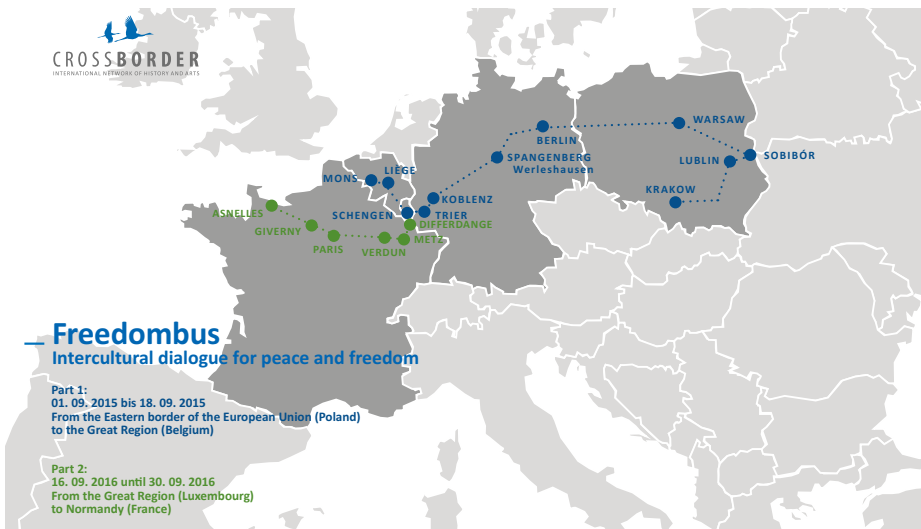 CROSSBORDER
INTERNATIONAL NETWORK OF HISTORY AND ARTS
WARSAW
BERLIN
SOBIBÓR
SPANGENBERG
Werleshausen
LUBLIN
LIÉGE
MONS
KRAKOW
KOBLENZ
SCHENGEN
TRIER
ASNELLES
DIFFERDANGE
GIVERNY
METZ
PARIS
VERDUN
_ Freedombus
Intercultural dialogue for peace and freedom
Part 1:
01. 09. 2015 bis 18. 09. 2015
From the Eastern border of the European Union (Poland)
to the Great Region (Belgium)
Part 2:
16. 09. 2016 until 30. 09. 2016
From the Great Region (Luxembourg)
to Normandy (France)